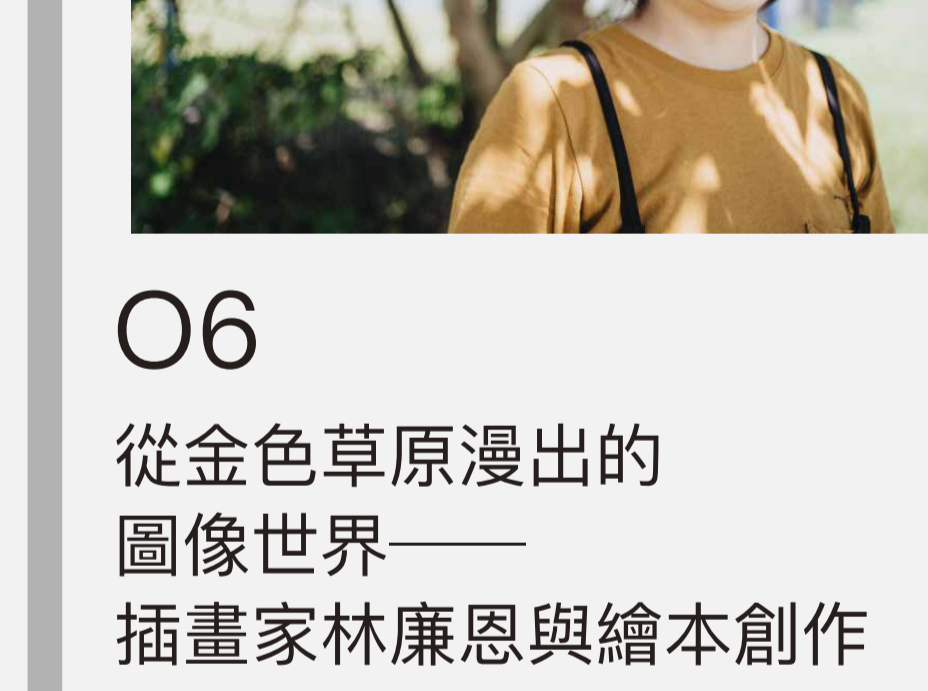 06
從金色草原漫出的
圖像世界——
插畫家林廉恩與繪本創作